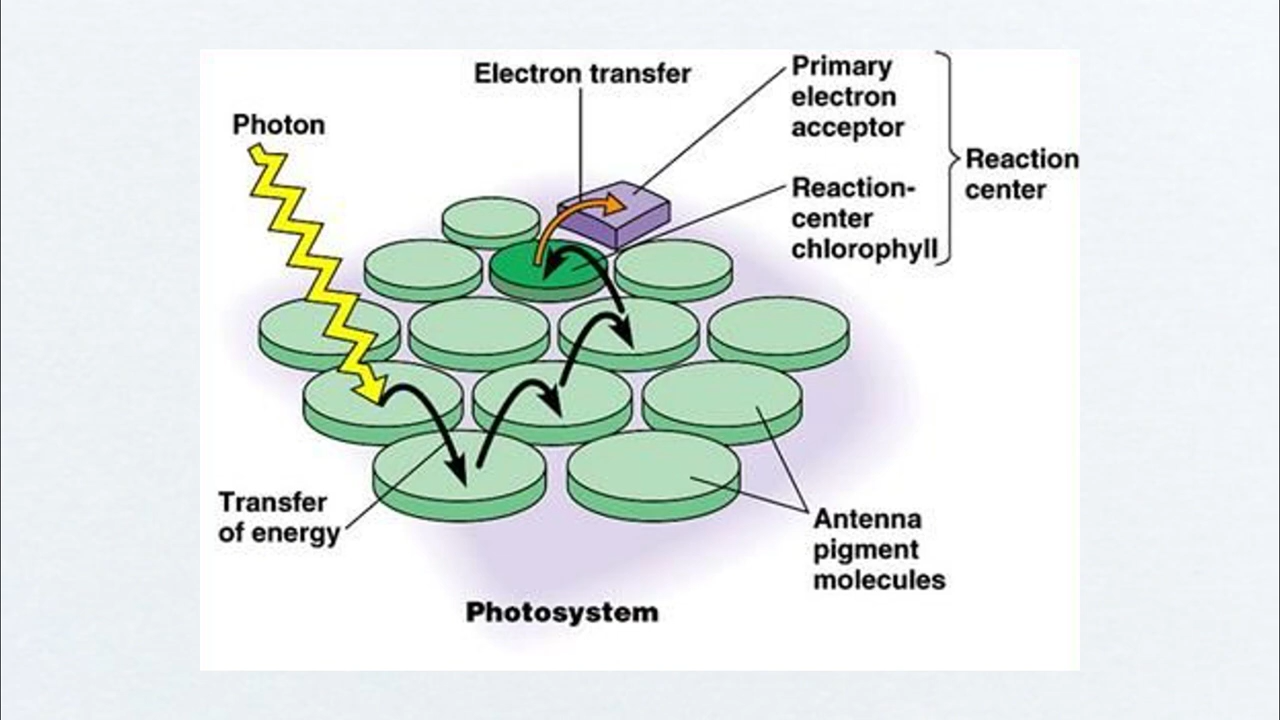 Electron transfer
Primary
electron
acceptor
Photon
Reaction
center
Reaction-
center
chlorophyll
Transfer
of energy
Antenna
pigment
molecules
Photosystem